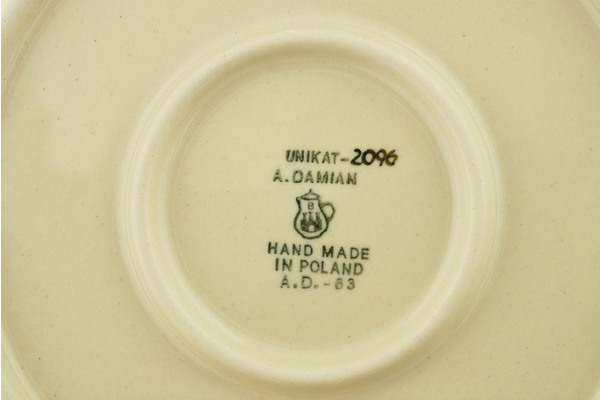 UNIKAT-2096
A. DAMIAN
B
HAND MADE
IN POLAND
A.D.-63